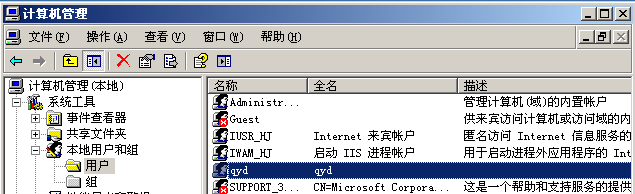 计算机管理
文件(F) 操作(A) 查看(V) 窗口(W) 帮助(H)
计算机管理(本地)
系统工具
事件查看器
共享文件夹
本地用户和组
用户
组
名称 全名 描述
Administr... 管理计算机(域)的内置帐户
Guest 供来宾访问计算机或访问域的内
IUSR_HJ Internet 来宾帐户 匿名访问 Internet 信息服务的
IWAM_HJ 启动 IIS 进程帐户 用于启动进程外应用程序的 Int
qyd qyd
SUPPORT_3... CN=Microsoft Corpora... 这是一个帮助和支持服务的提供